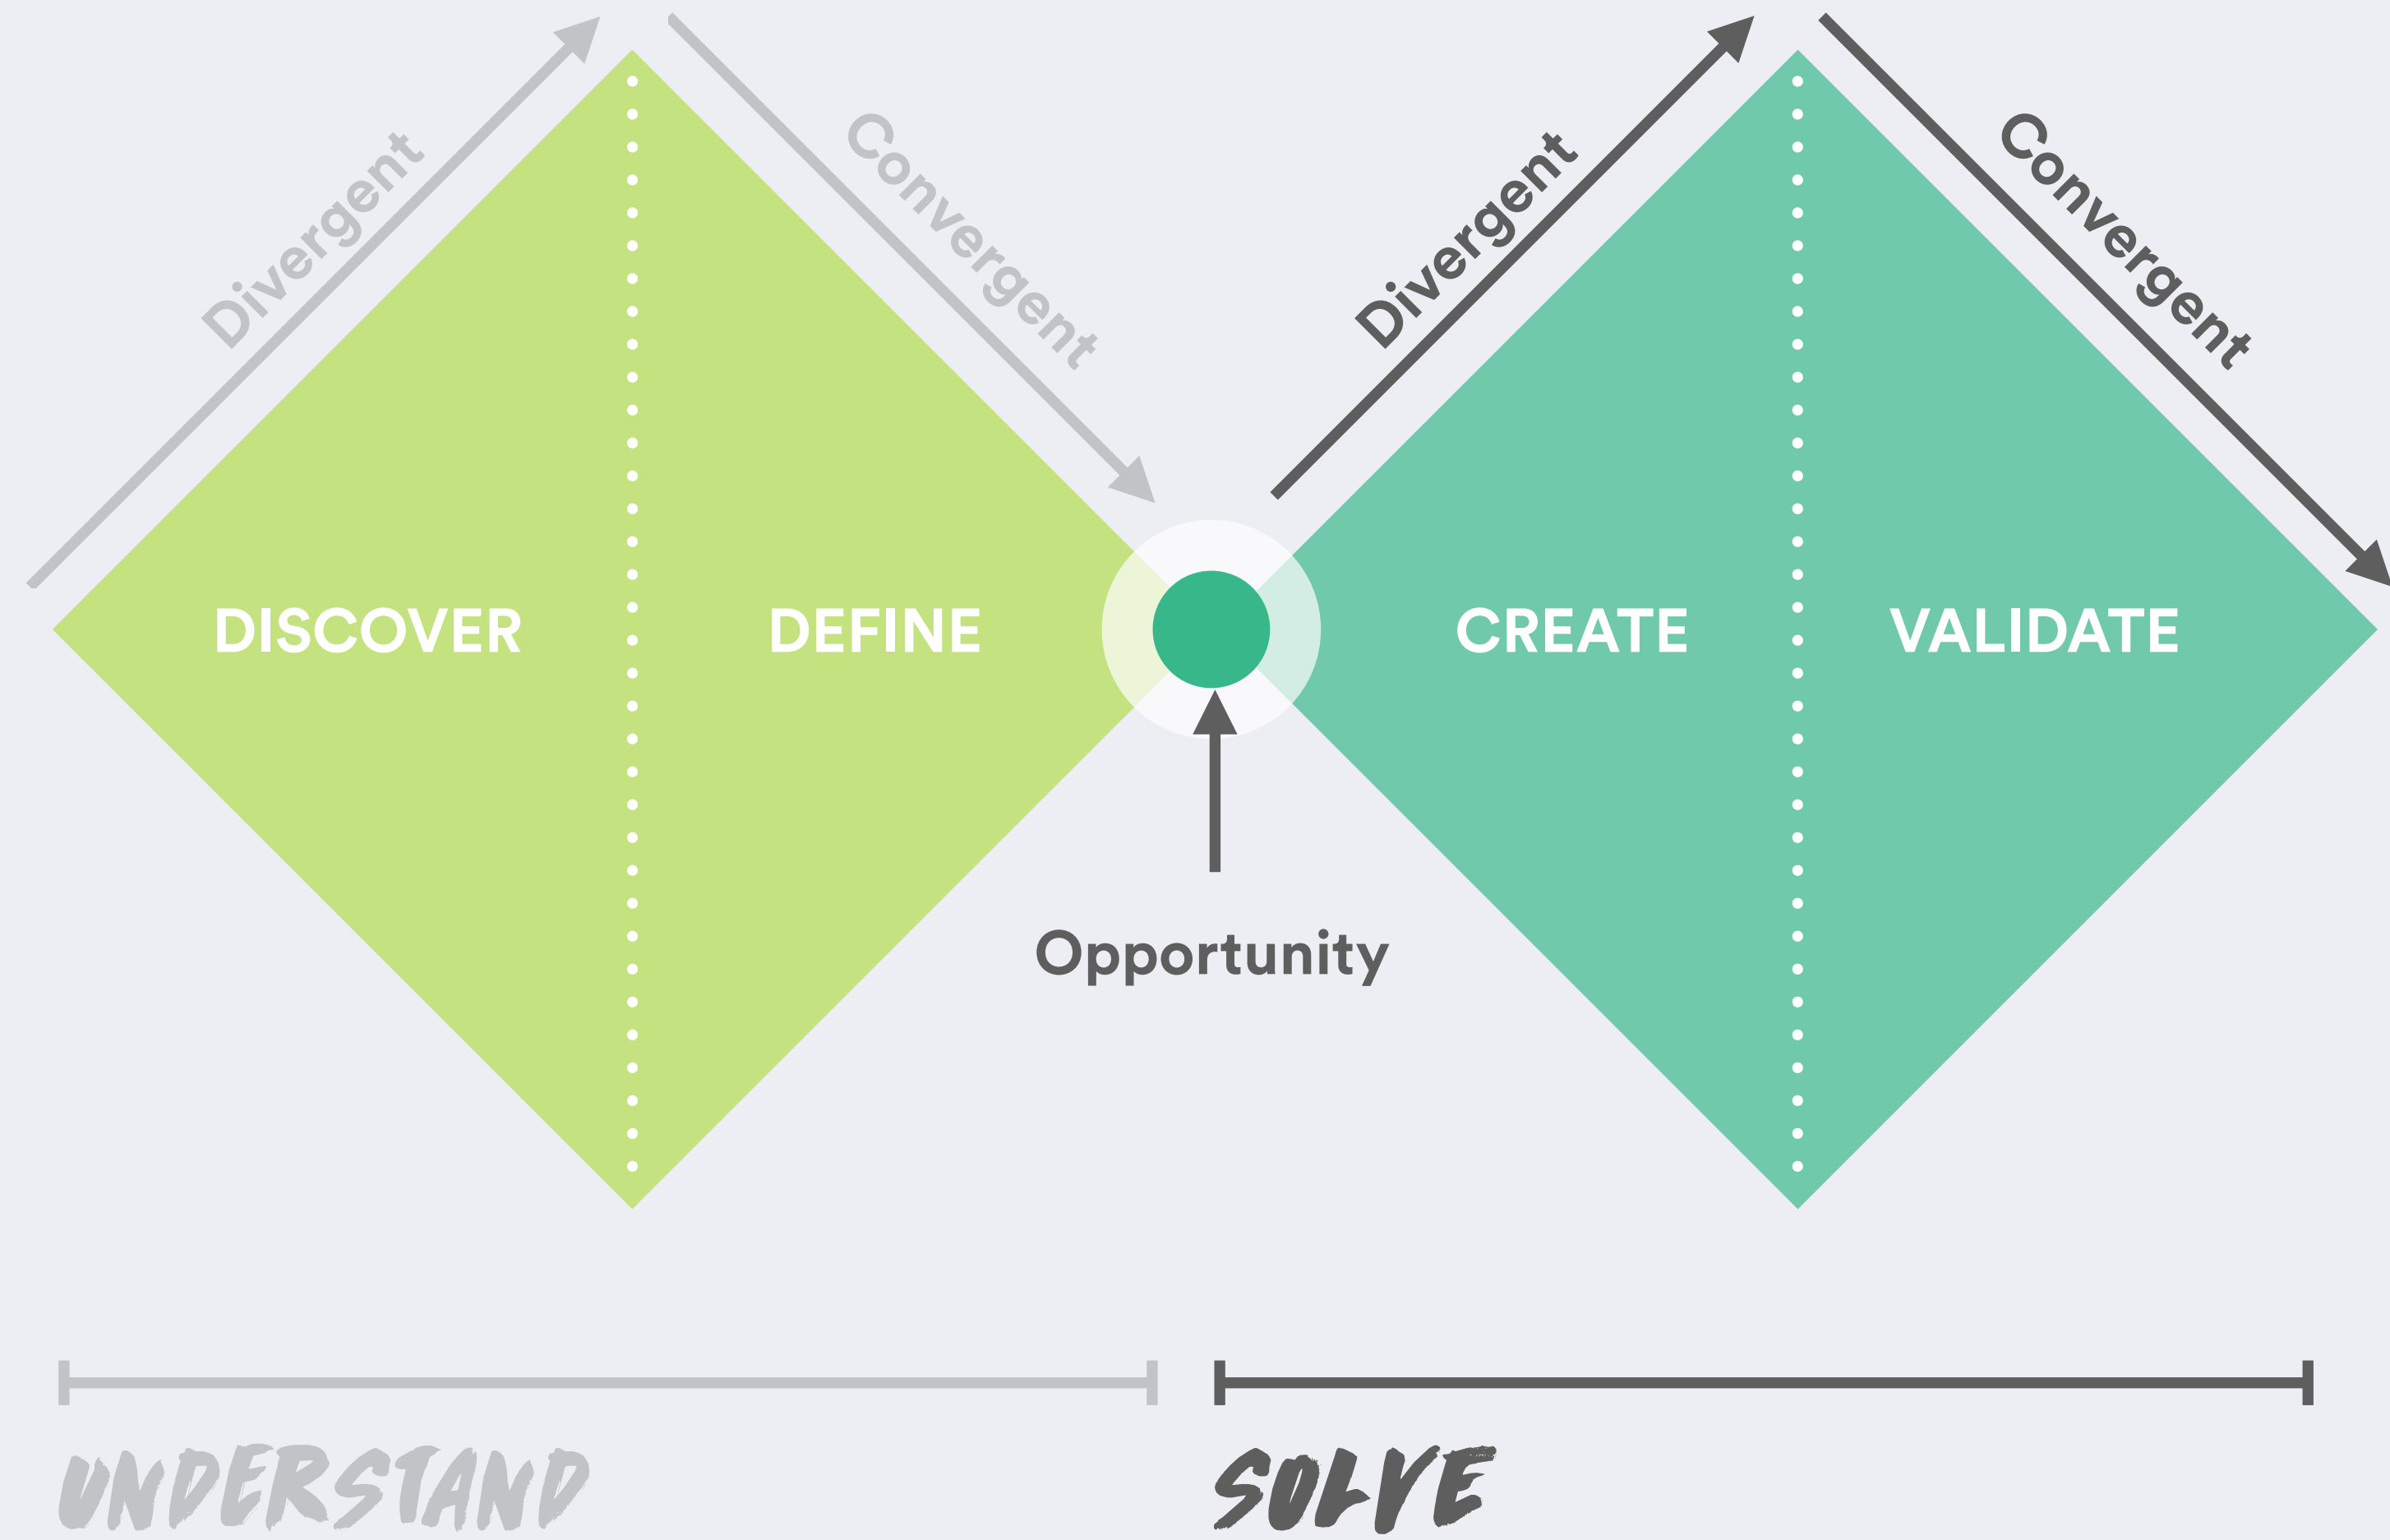 Divergent
Convergent
Divergent
Convergent
DISCOVER
DEFINE
CREATE
VALIDATE
Opportunity
UNDERSTAND
SOLVE